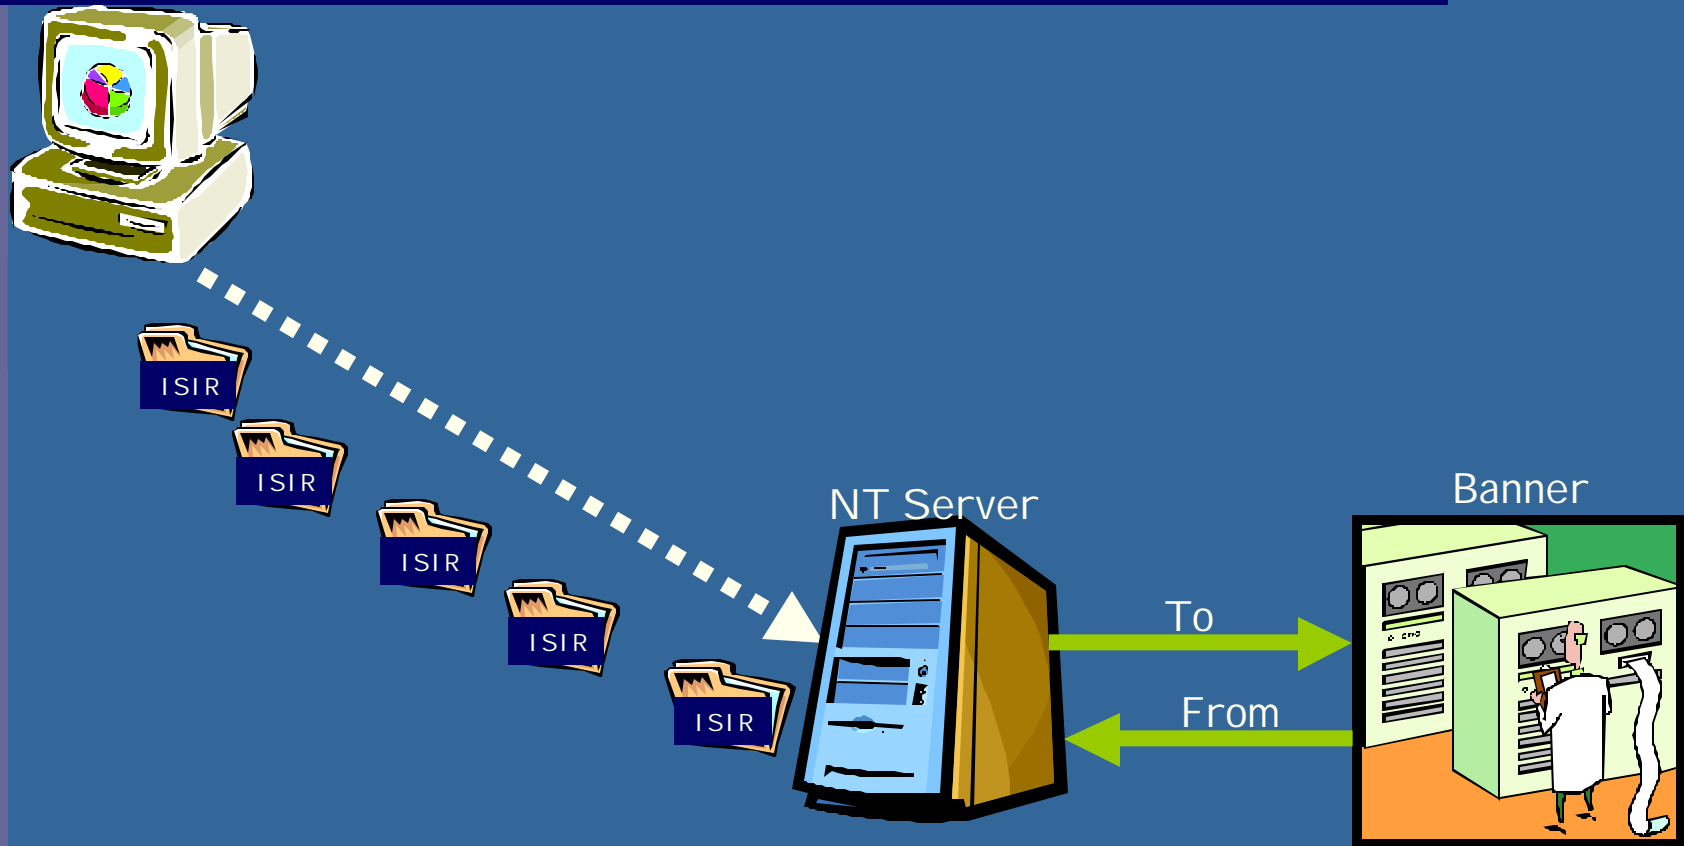 ISIR
ISIR
ISIR
ISIR
ISIR
NT Server
Banner
To
From